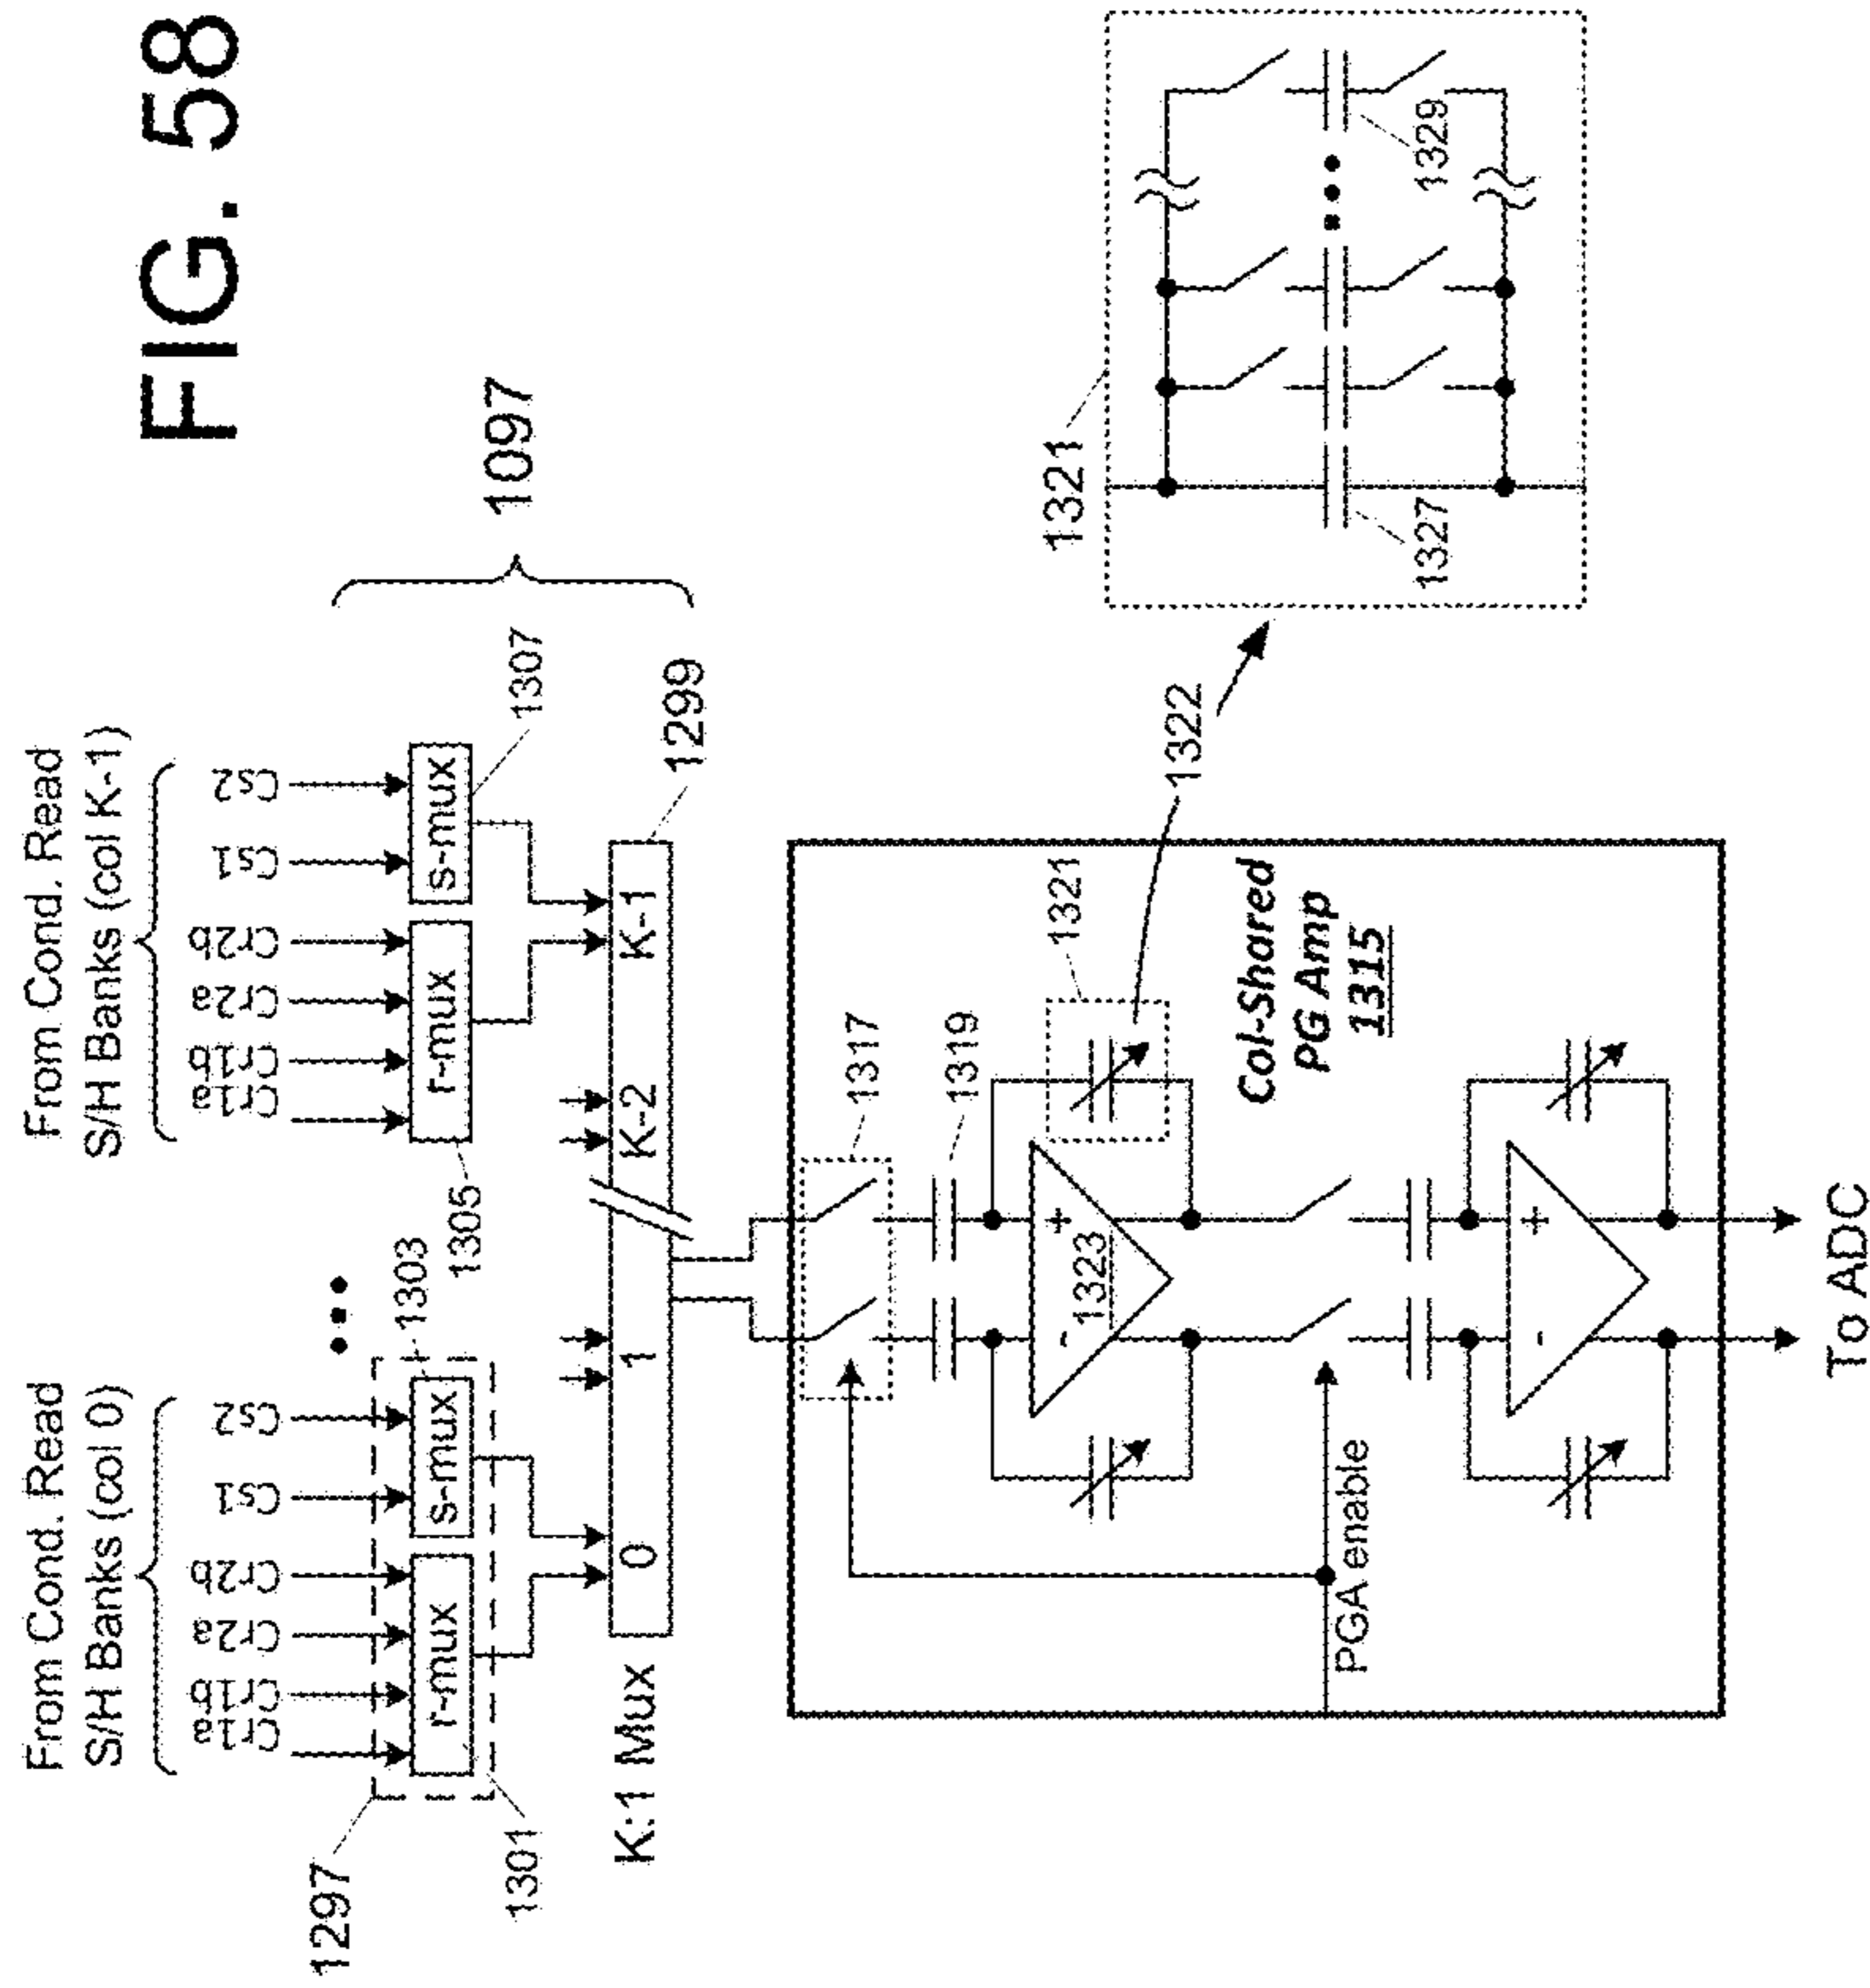 FIG. 58
From Cond. Read
S/H Banks (col 0)
From Cond. Read
S/H Banks (col K-1)
Cr1a
Cr1b
Cr2a
Cr2b
Cs1
Cs2
Cr1a
Cr1b
Cr2a
Cr2b
Cs1
Cs2
1297
r-mux
s-mux
1303
r-mux
s-mux
1301
1305
1307
1097
K:1 Mux
0
1
K-2
K-1
1299
1317
1319
1321
1322
-
+
1323
Col-Shared
PG Amp
1315
PGA enable
-
+
To ADC
1321
1327
1329